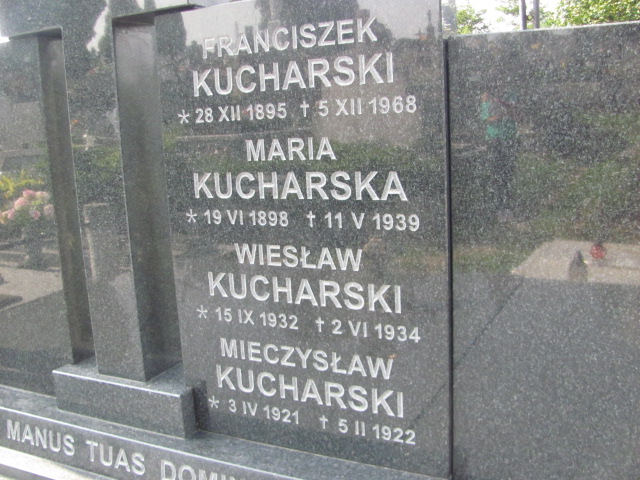 FRANCISZEK
KUCHARSKI
* 28 XII 1895 † 5 XII 1968
MARIA
KUCHARSKA
* 19 VI 1898 † 11 V 1939
WIESŁAW
KUCHARSKI
* 15 IX 1932 † 2 VI 1934
MIECZYSŁAW
KUCHARSKI
* 3 IV 1921 † 5 II 1922
MANUS TUAS